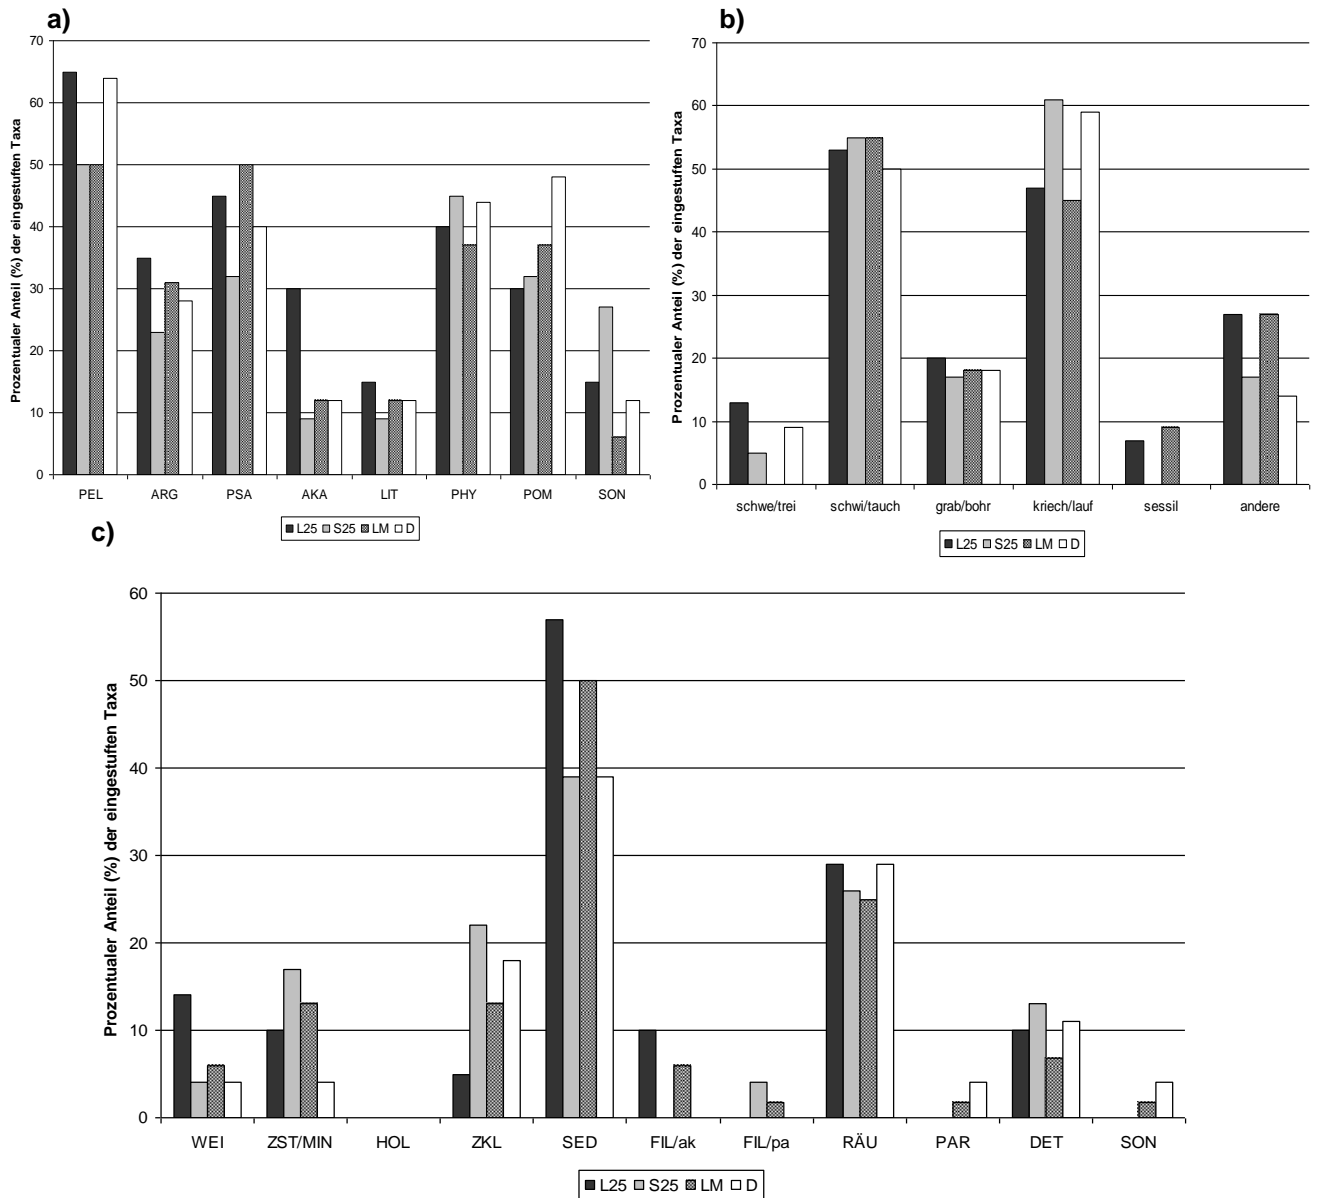 a)
Prozentualer Anteil (%) der eingestuften Taxa
70
60
50
40
30
20
10
0
PEL ARG PSA AKA LIT PHY POM SON
L25 S25 LM D
b)
Prozentualer Anteil (%) der eingestuften Taxa
70
60
50
40
30
20
10
0
schwe/trei schwi/tauch grab/bohr kriech/lauf sessil andere
L25 S25 LM D
c)
Prozentualer Anteil (%) der eingestuften Taxa
60
50
40
30
20
10
0
WEI ZST/MIN HOL ZKL SED FIL/ak FIL/pa RÄU PAR DET SON
L25 S25 LM D